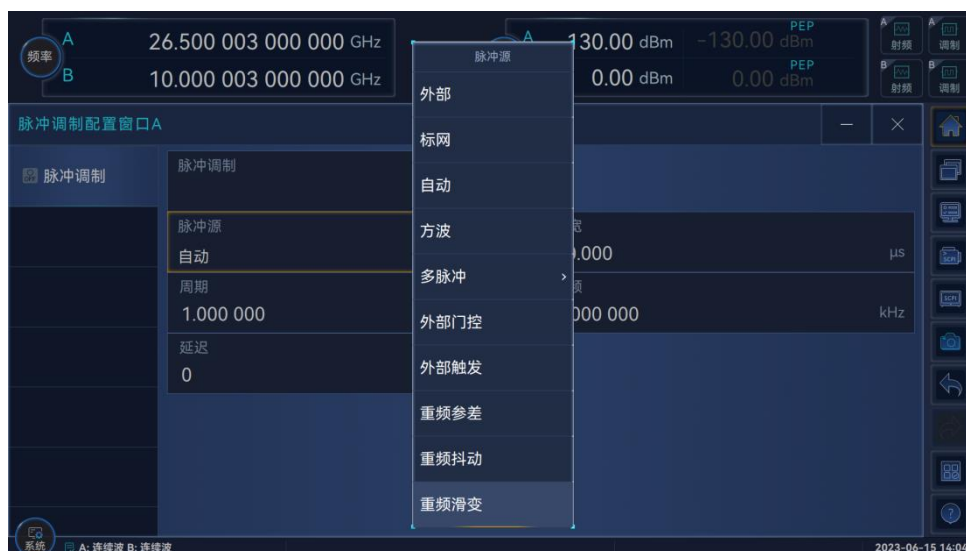 频率
A 26.500 003 000 000 GHz
B 10.000 003 000 000 GHz
A 130.00 dBm
PEP
-130.00 dBm
0.00 dBm
PEP
0.00 dBm
A 射频
A 调制
B 射频
B 调制
脉冲调制配置窗口A
脉冲调制
脉冲调制
脉冲源
自动
.000 μs
周期
1.000 000
000 000 kHz
延迟
0
脉冲源
外部
标网
自动
方波
多脉冲
外部门控
外部触发
重频参差
重频抖动
重频滑变
SCPI
SCPI
系统
A: 连续波 B: 连续波
2023-06-15 14:04